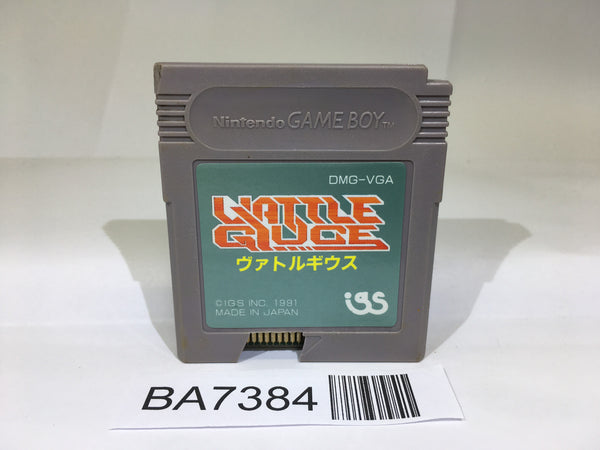 Nintendo GAME BOY™
DMG-VGA
VATTLE
GIUCE
ヴァトルギウス
©IGS INC. 1991
MADE IN JAPAN
igs
BA7384